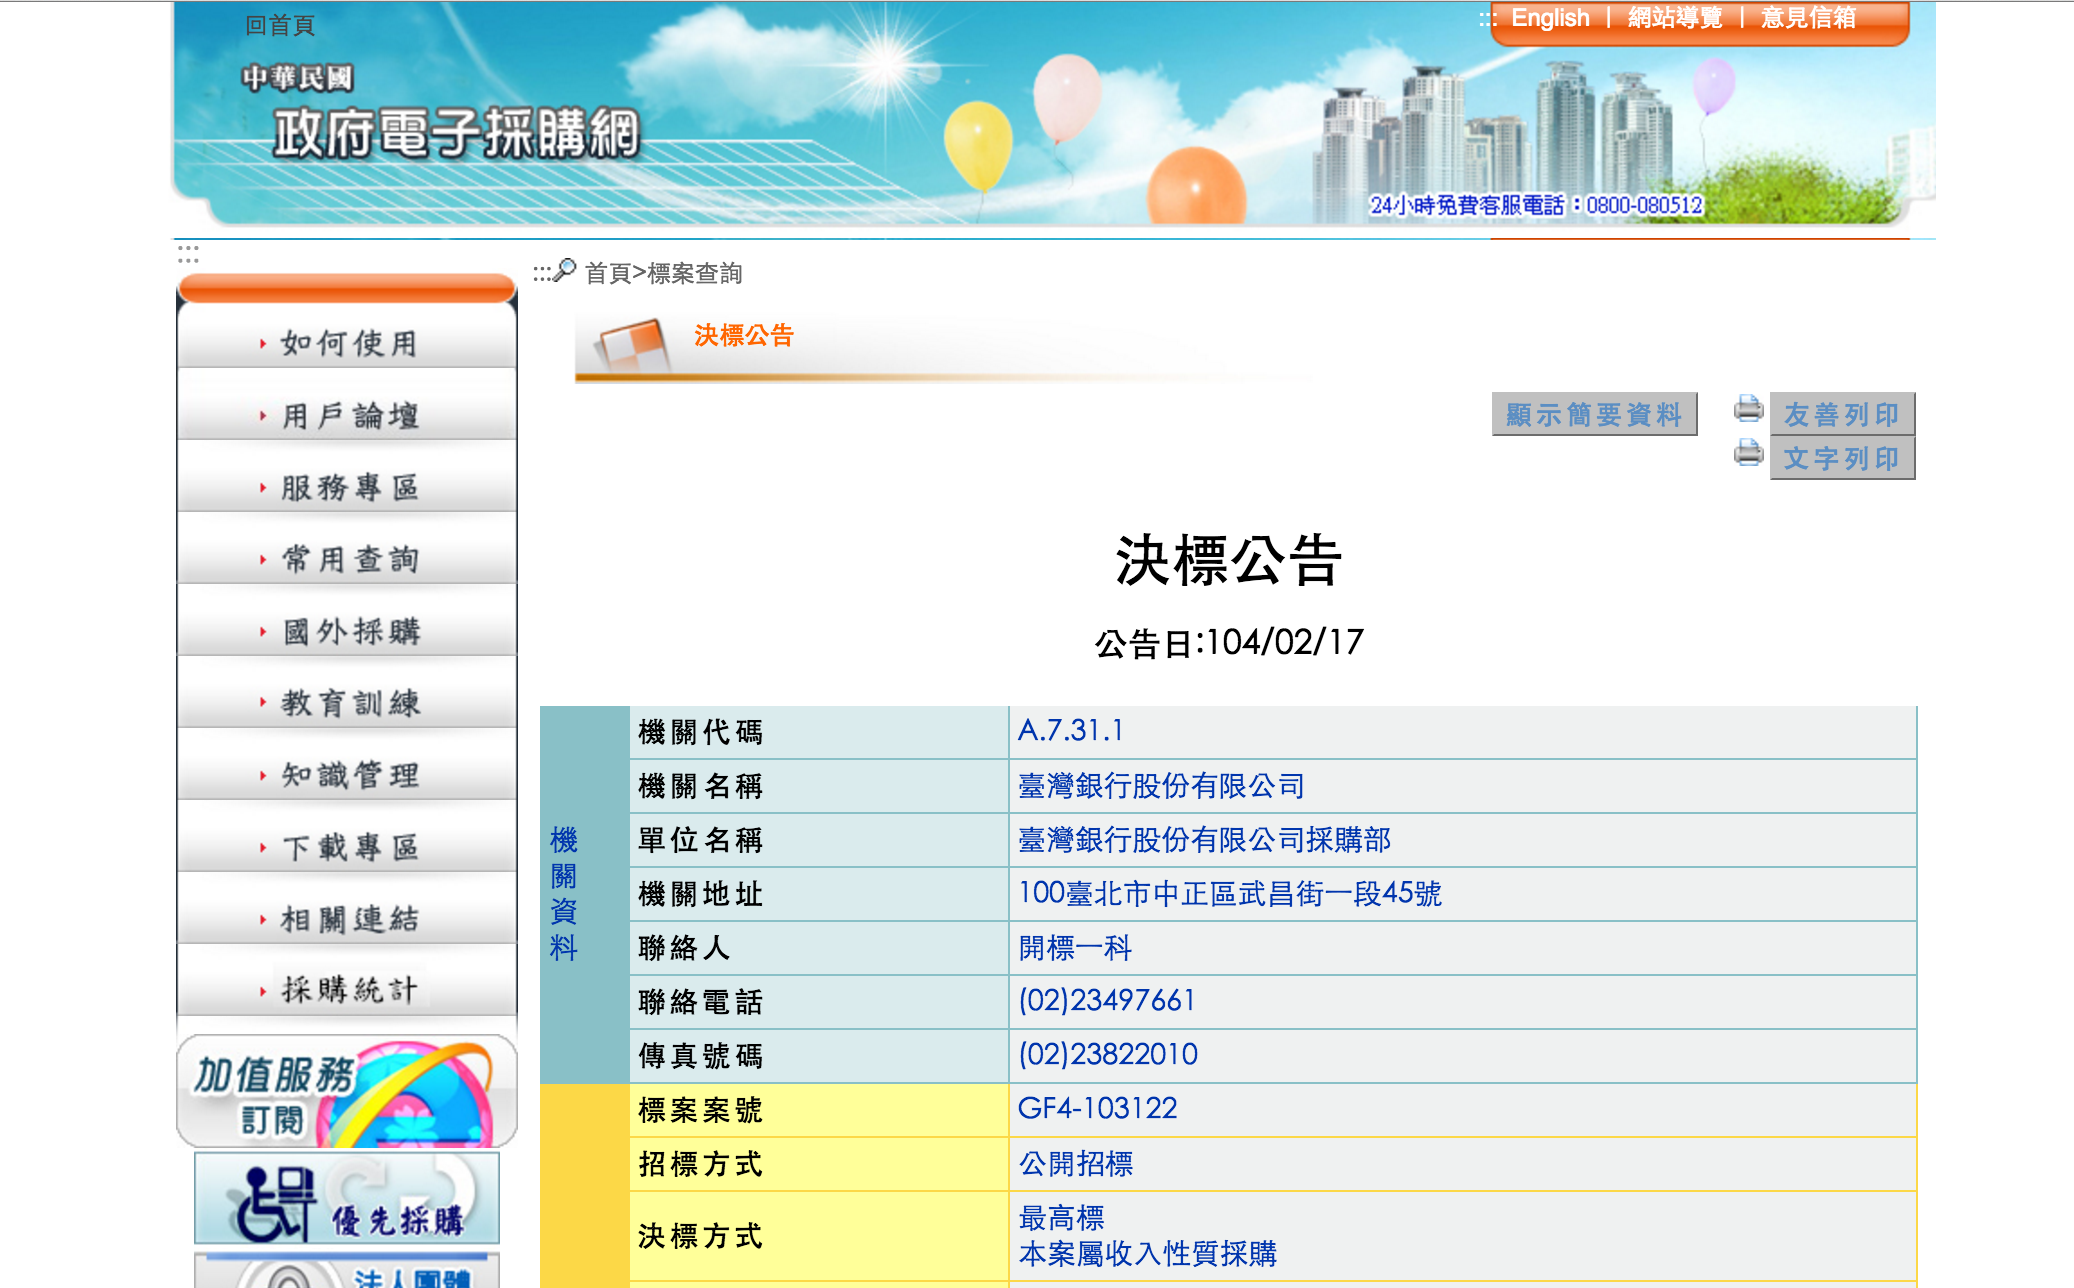 回首頁
::: English | 網站導覽 | 意見信箱
中華民國
政府電子採購網
24小時免費客服電話：0800-080512
:::
如何使用
用戶論壇
服務專區
常用查詢
國外採購
教育訓練
知識管理
下載專區
相關連結
採購統計
加值服務
訂閱
優先採購
法人團體
::: 首頁>標案查詢
決標公告
顯示簡要資料
友善列印
文字列印
決標公告
公告日:104/02/17
機關資料
機關代碼 A.7.31.1
機關名稱 臺灣銀行股份有限公司
單位名稱 臺灣銀行股份有限公司採購部
機關地址 100臺北市中正區武昌街一段45號
聯絡人 開標一科
聯絡電話 (02)23497661
傳真號碼 (02)23822010
標案案號 GF4-103122
招標方式 公開招標
決標方式 最高標
本案屬收入性質採購